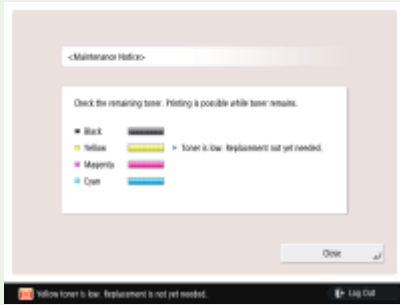 <Maintenance Notice>
Check the remaining toner. Printing is possible while toner remains.
Black
Yellow
Toner is low. Replacement not yet needed.
Magenta
Cyan
Close
Yellow toner is low. Replacement is not yet needed.
Log Out